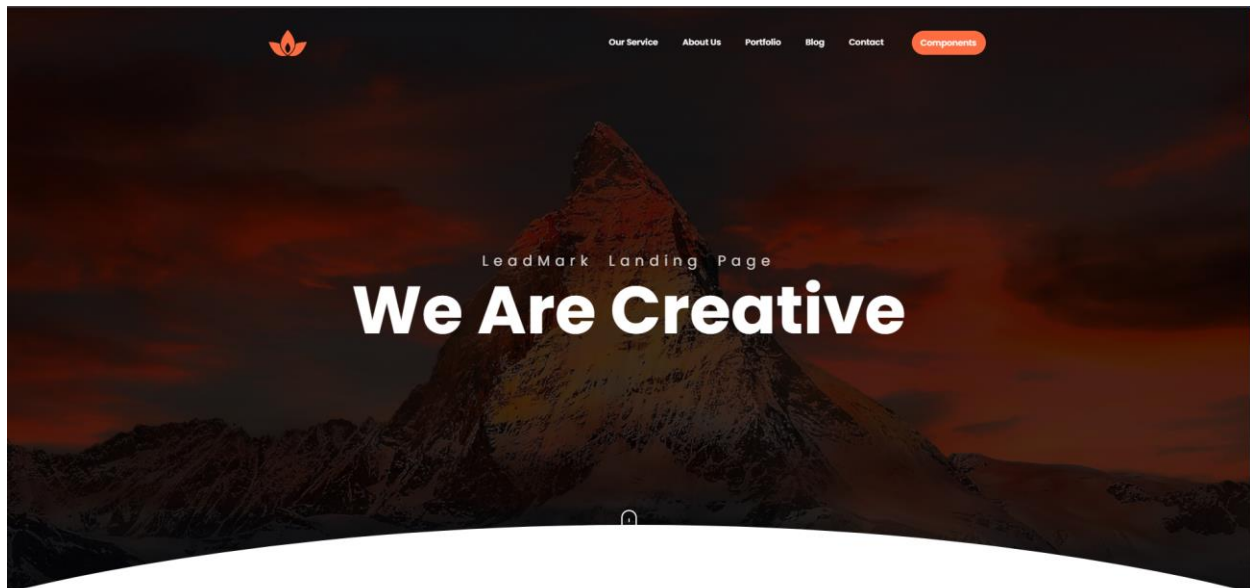 Our Service About Us Portfolio Blog Contact Components
LeadMark Landing Page
We Are Creative